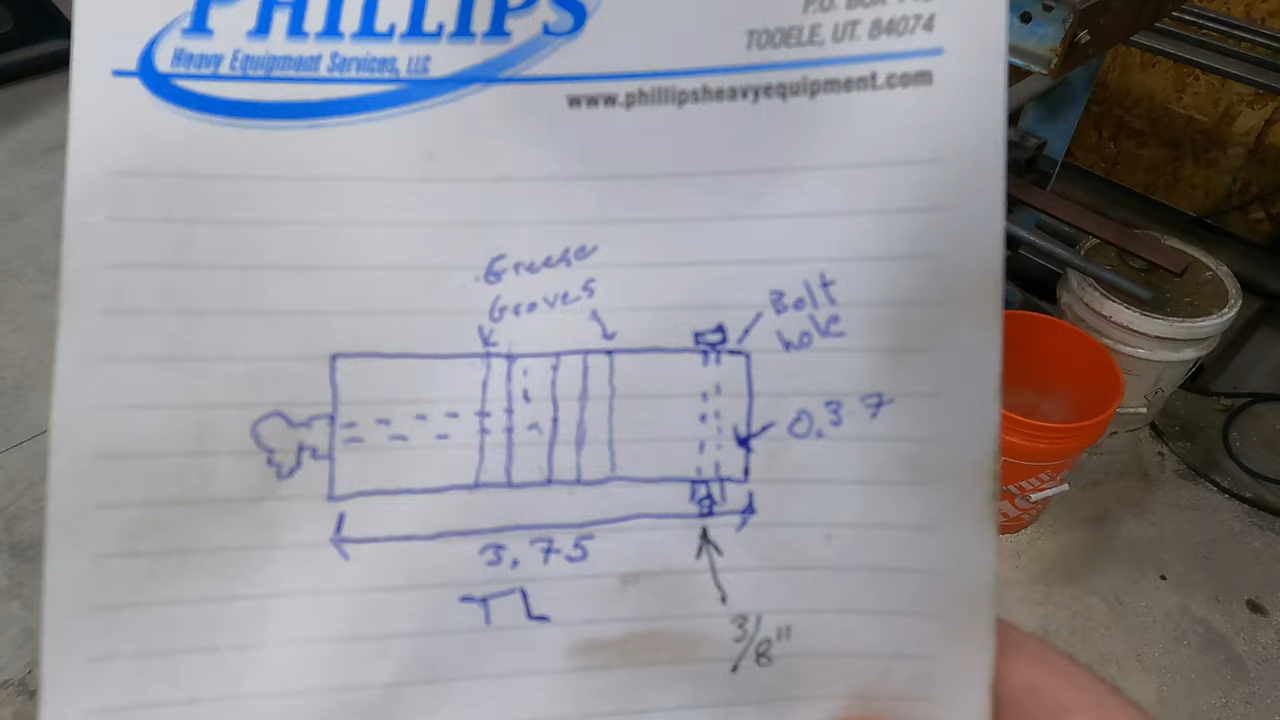 PHILLIPS
Heavy Equipment Services, LLC
TOOELE, UT 84074
www.phillipsheavyequipment.com
Grease
Groves
Bolt
hole
0.37
3.75
TL
3/8"